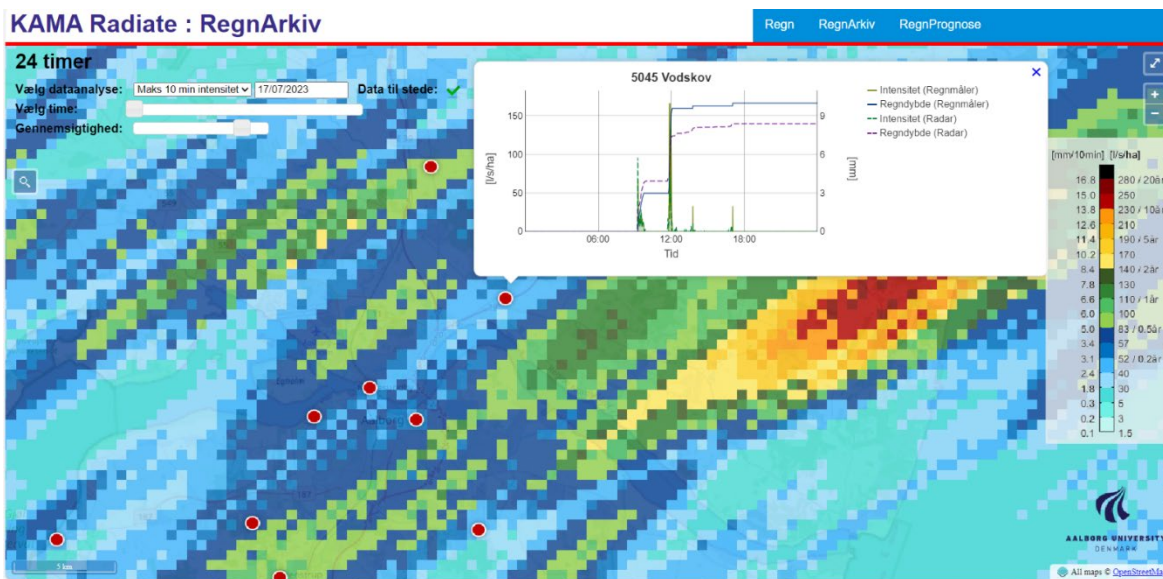 KAMA Radiate : RegnArkiv
Regn RegnArkiv RegnPrognose
24 timer
Vælg dataanalyse: Maks 10 min intensitet 17/07/2023 Data til stede:
Vælg time:
Gennemsigtighed:
5045 Vodskov
×
Intensitet (Regnmåler)
Regndybde (Regnmåler)
Intensitet (Radar)
Regndybde (Radar)
150 9
100 6
50 3
0 0
[l/s/ha]
[mm]
06:00 12:00 18:00
Tid
+
−
[mm/10min] [l/s/ha]
16.8 280 / 20år
15.0 250
13.8 230 / 10år
12.6 210
11.4 190 / 5år
10.2 170
8.4 140 / 2år
7.8 130
6.6 110 / 1år
6.0 100
5.0 83 / 0.5år
3.4 57
3.1 52 / 0.2år
2.4 40
1.8 30
0.3 5
0.2 3
0.1 1.5
Aalborg
5 km
AALBORG UNIVERSITY
DENMARK
All maps © OpenStreetMa